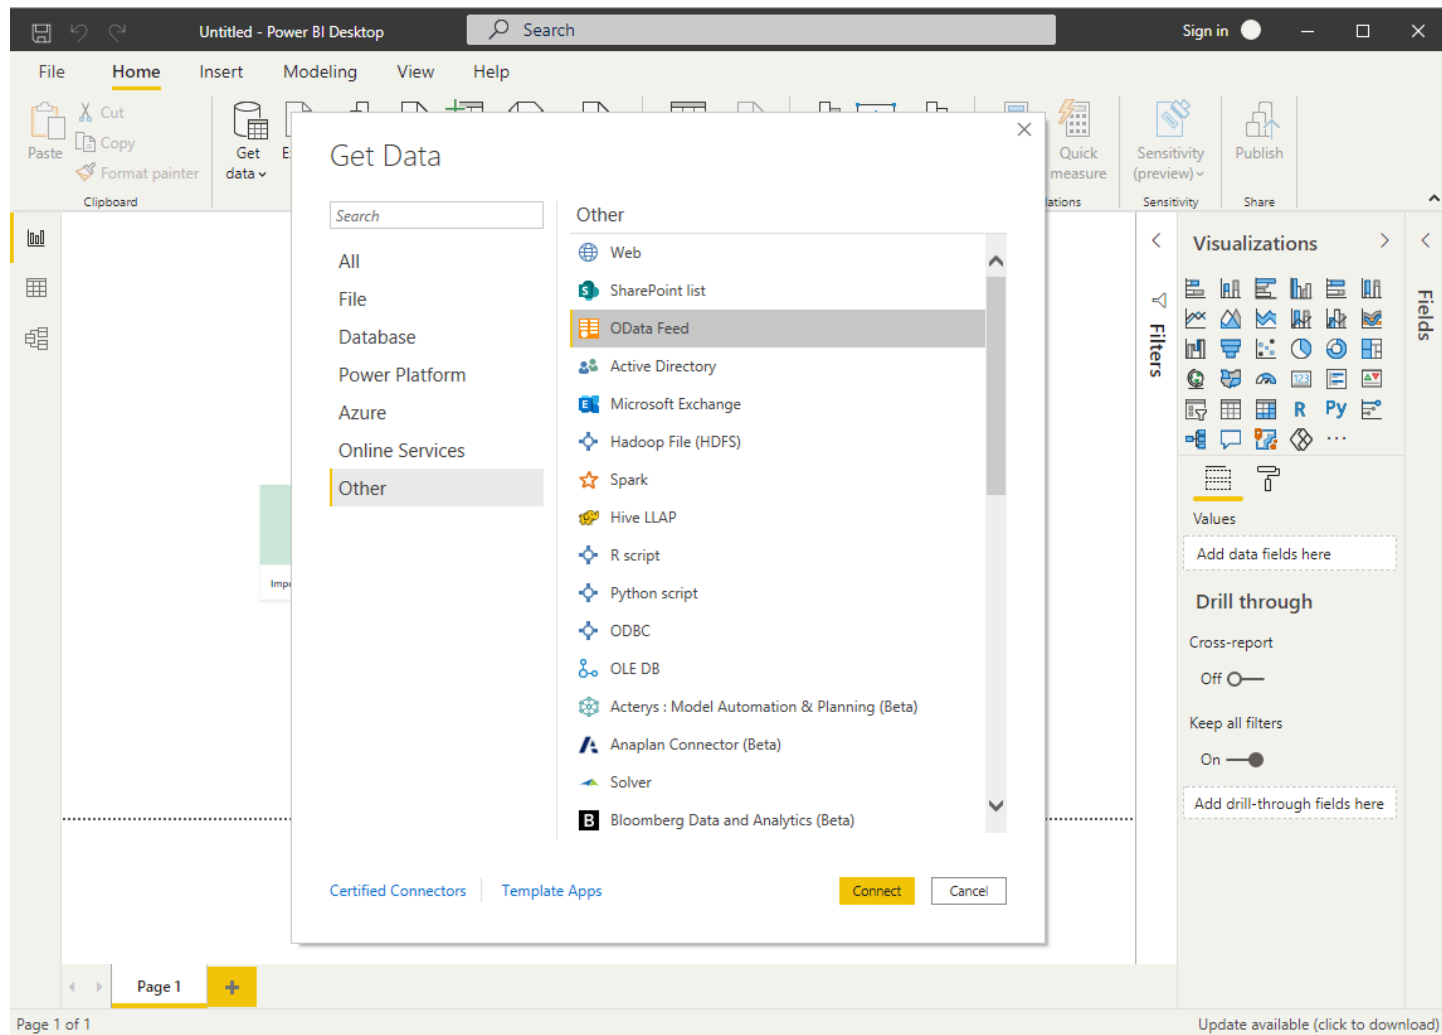 Untitled - Power BI Desktop
Search
Sign in
File
Home
Insert
Modeling
View
Help
Paste
Cut
Copy
Format painter
Clipboard
Get
data
Quick
measure
Sensitivity
(preview)
Sensitivity
Publish
Share
Get Data
Search
All
File
Database
Power Platform
Azure
Online Services
Other
Other
Web
SharePoint list
OData Feed
Active Directory
Microsoft Exchange
Hadoop File (HDFS)
Spark
Hive LLAP
R script
Python script
ODBC
OLE DB
Acterys : Model Automation & Planning (Beta)
Anaplan Connector (Beta)
Solver
Bloomberg Data and Analytics (Beta)
Certified Connectors
Template Apps
Connect
Cancel
Filters
Visualizations
123
R
Py
Values
Add data fields here
Drill through
Cross-report
Off
Keep all filters
On
Add drill-through fields here
Fields
Page 1
Page 1 of 1
Update available (click to download)